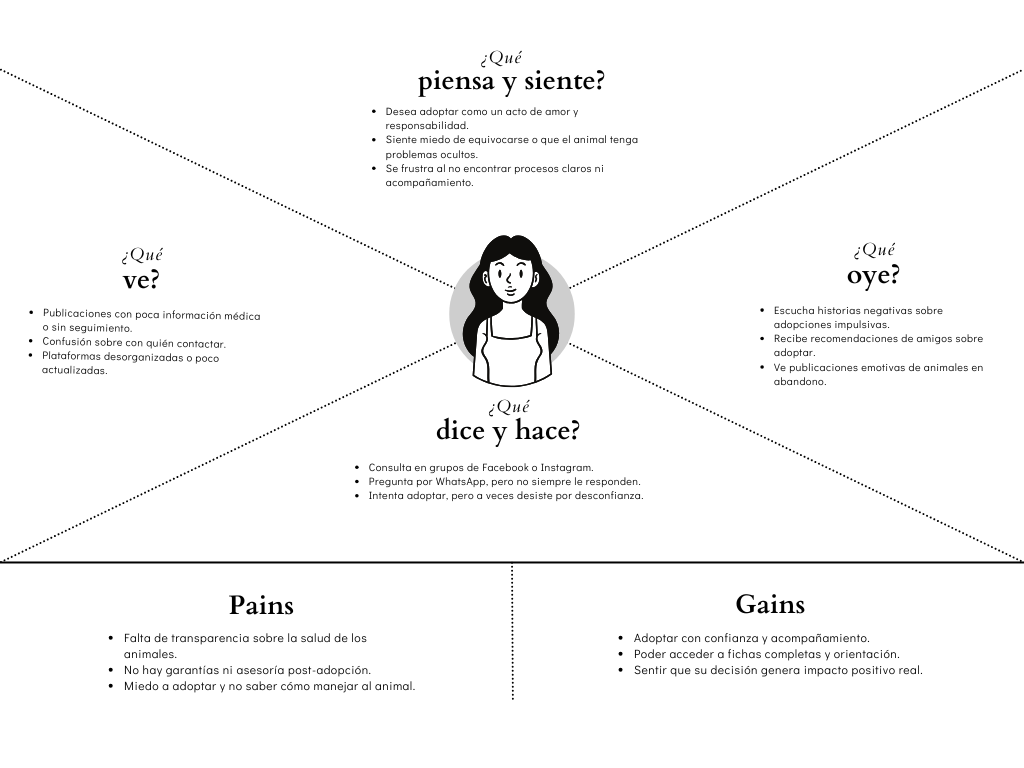 ¿Qué
piensa y siente?
• Desea adoptar como un acto de amor y
responsabilidad.
• Siente miedo de equivocarse o que el animal tenga
problemas ocultos.
• Se frustra al no encontrar procesos claros ni
acompañamiento.
¿Qué
ve?
• Publicaciones con poca información médica
o sin seguimiento.
• Confusión sobre con quién contactar.
• Plataformas desorganizadas o poco
actualizadas.
¿Qué
oye?
• Escucha historias negativas sobre
adopciones impulsivas.
• Recibe recomendaciones de amigos sobre
adoptar.
• Ve publicaciones emotivas de animales en
abandono.
¿Qué
dice y hace?
• Consulta en grupos de Facebook o Instagram.
• Pregunta por WhatsApp, pero no siempre le responden.
• Intenta adoptar, pero a veces desiste por desconfianza.
Pains
• Falta de transparencia sobre la salud de los
animales.
• No hay garantías ni asesoría post-adopción.
• Miedo a adoptar y no saber cómo manejar al animal.
Gains
• Adoptar con confianza y acompañamiento.
• Poder acceder a fichas completas y orientación.
• Sentir que su decisión genera impacto positivo real.